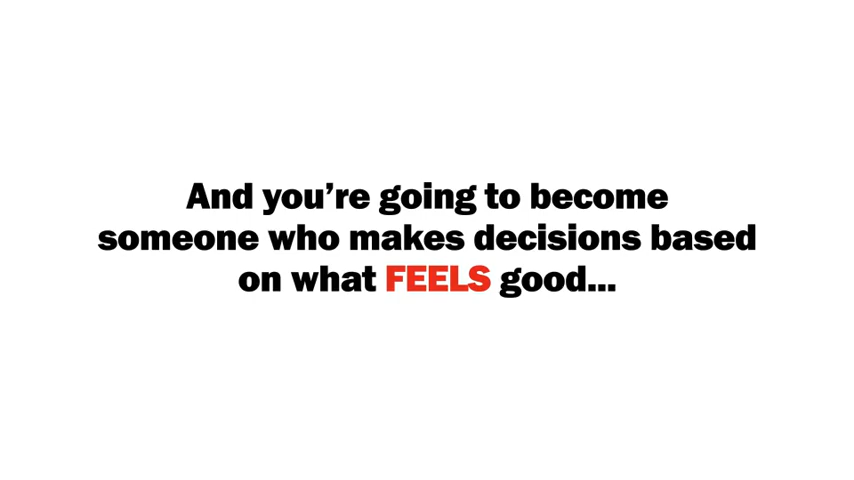 And you’re going to become
someone who makes decisions based
on what FEELS good...